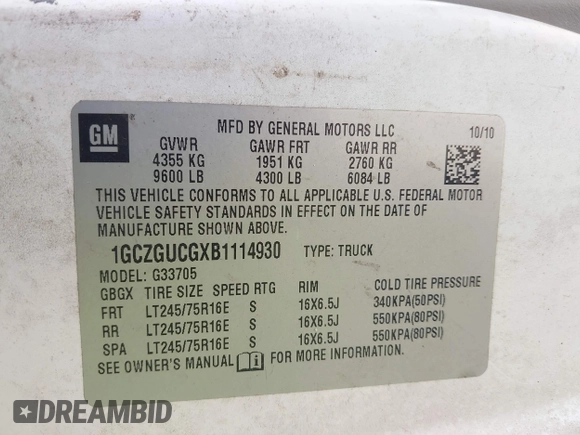 GM
MFD BY GENERAL MOTORS LLC 10/10
GVWR GAWR FRT GAWR RR
4355 KG 1951 KG 2760 KG
9600 LB 4300 LB 6084 LB
THIS VEHICLE CONFORMS TO ALL APPLICABLE U.S. FEDERAL MOTOR
VEHICLE SAFETY STANDARDS IN EFFECT ON THE DATE OF
MANUFACTURE SHOWN ABOVE.
1GCZGUCGXB1114930 TYPE: TRUCK
MODEL: G33705
GBGX TIRE SIZE SPEED RTG RIM COLD TIRE PRESSURE
FRT LT245/75R16E S 16X6.5J 340KPA(50PSI)
RR LT245/75R16E S 16X6.5J 550KPA(80PSI)
SPA LT245/75R16E S 16X6.5J 550KPA(80PSI)
SEE OWNER'S MANUAL FOR MORE INFORMATION.
DREAMBID